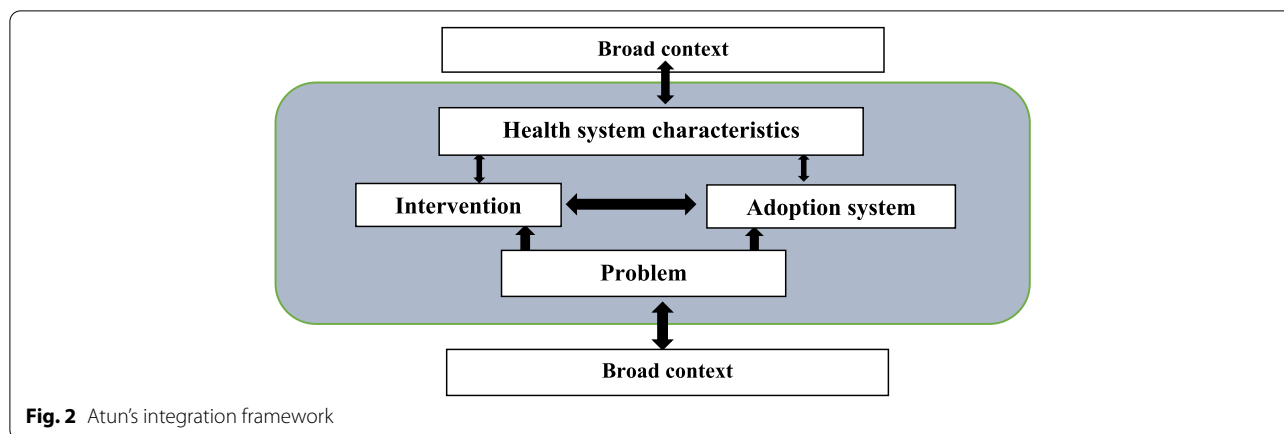 Broad context
Health system characteristics
Intervention
Adoption system
Problem
Broad context
Fig. 2 Atun’s integration framework